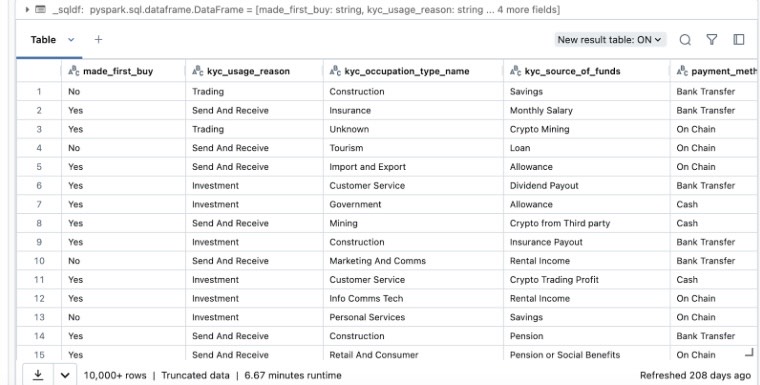 _sqldf: pyspark.sql.dataframe.DataFrame = [made_first_buy: string, kyc_usage_reason: string ... 4 more fields]
Table + New result table: ON
made_first_buy kyc_usage_reason kyc_occupation_type_name kyc_source_of_funds payment_meth
1 No Trading Construction Savings Bank Transfer
2 Yes Send And Receive Insurance Monthly Salary Bank Transfer
3 Yes Trading Unknown Crypto Mining On Chain
4 No Send And Receive Tourism Loan On Chain
5 Yes Send And Receive Import and Export Allowance On Chain
6 Yes Investment Customer Service Dividend Payout Bank Transfer
7 Yes Investment Government Allowance Cash
8 Yes Send And Receive Mining Crypto from Third party Cash
9 Yes Investment Construction Insurance Payout Bank Transfer
10 No Send And Receive Marketing And Comms Rental Income Bank Transfer
11 Yes Investment Customer Service Crypto Trading Profit Cash
12 Yes Investment Info Comms Tech Rental Income On Chain
13 No Investment Personal Services Savings On Chain
14 Yes Send And Receive Construction Pension Bank Transfer
15 Yes Send And Receive Retail And Consumer Pension or Social Benefits On Chain
10,000+ rows | Truncated data | 6.67 minutes runtime Refreshed 208 days ago